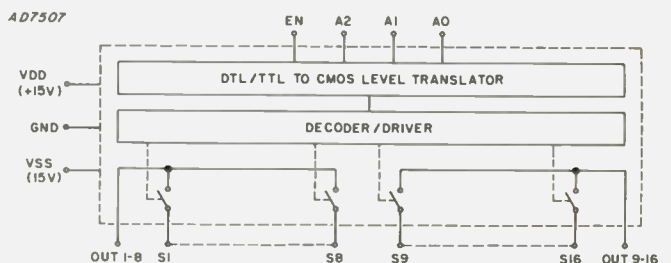 AD7507
EN A2 A1 A0
DTL/TTL TO CMOS LEVEL TRANSLATOR
VDD
(+15V)
GND
DECODER/DRIVER
VSS
(15V)
OUT 1-8 S1 S8 S9 S16 OUT 9-16